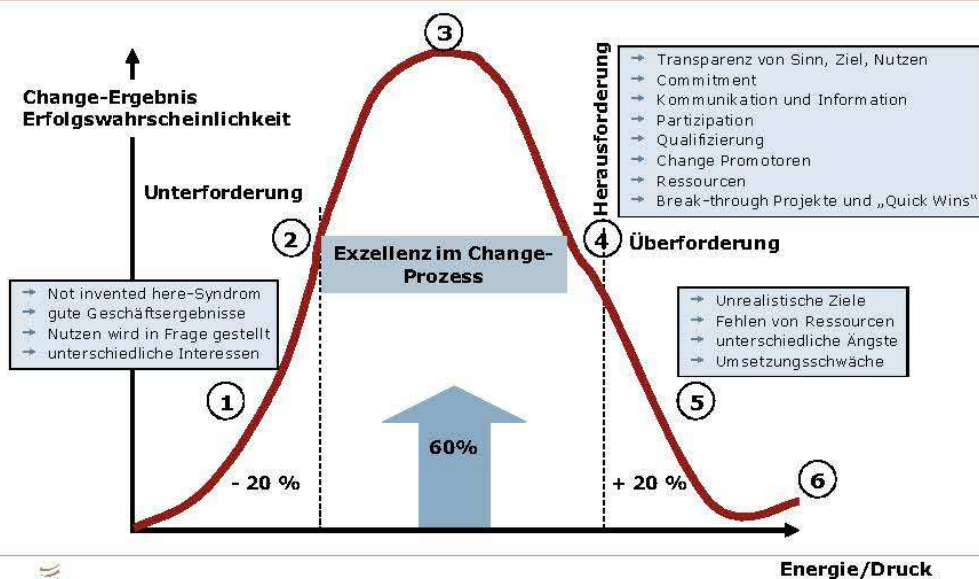 3
Change-Ergebnis
Erfolgswahrscheinlichkeit
Herausforderung
→ Transparenz von Sinn, Ziel, Nutzen
→ Commitment
→ Kommunikation und Information
→ Partizipation
→ Qualifizierung
→ Change Promotoren
→ Ressourcen
→ Break-through Projekte und „Quick Wins“
Unterforderung
2
Exzellenz im Change-
Prozess
4
Überforderung
→ Not invented here-Syndrom
→ gute Geschäftsergebnisse
→ Nutzen wird in Frage gestellt
→ unterschiedliche Interessen
→ Unrealistische Ziele
→ Fehlen von Ressourcen
→ unterschiedliche Ängste
→ Umsetzungsschwäche
1
5
60%
- 20 %
+ 20 %
6
Energie/Druck